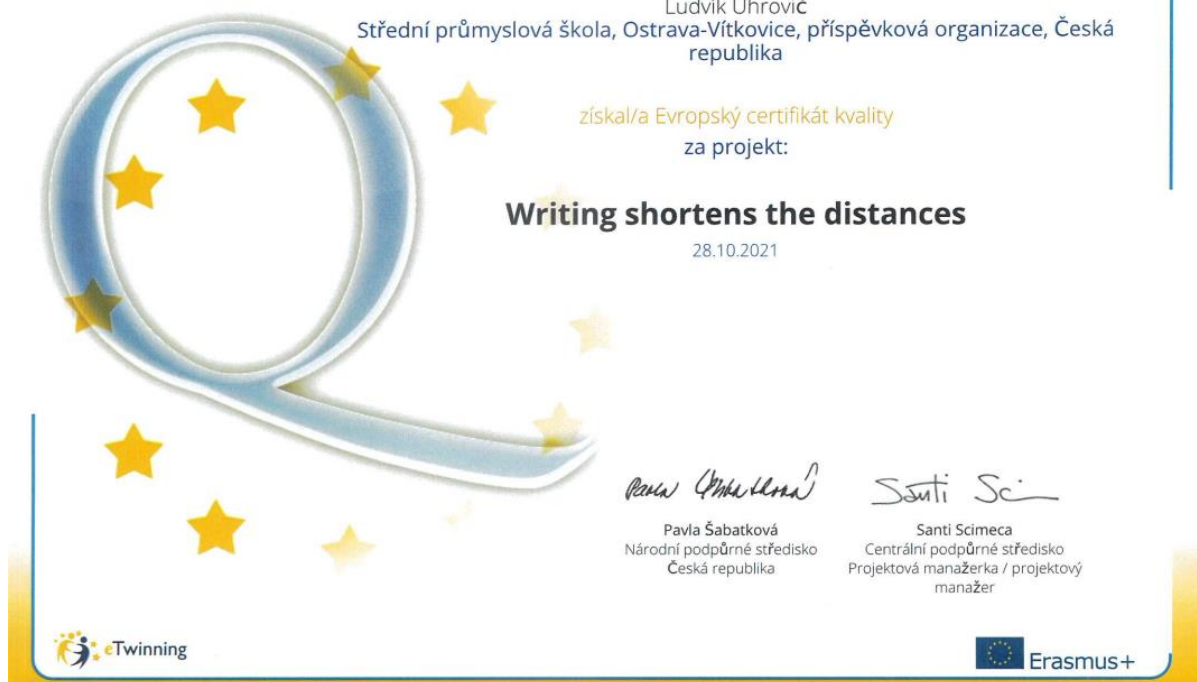 Ludvík Uhrovič
Střední průmyslová škola, Ostrava-Vítkovice, příspěvková organizace, Česká
republika
získal/a Evropský certifikát kvality
za projekt:
Writing shortens the distances
28.10.2021
Santi Sci
Pavla Šabatková
Národní podpůrné středisko
Česká republika
Santi Scimeca
Centrální podpůrné středisko
Projektová manažerka / projektový
manažer
eTwinning
Erasmus+